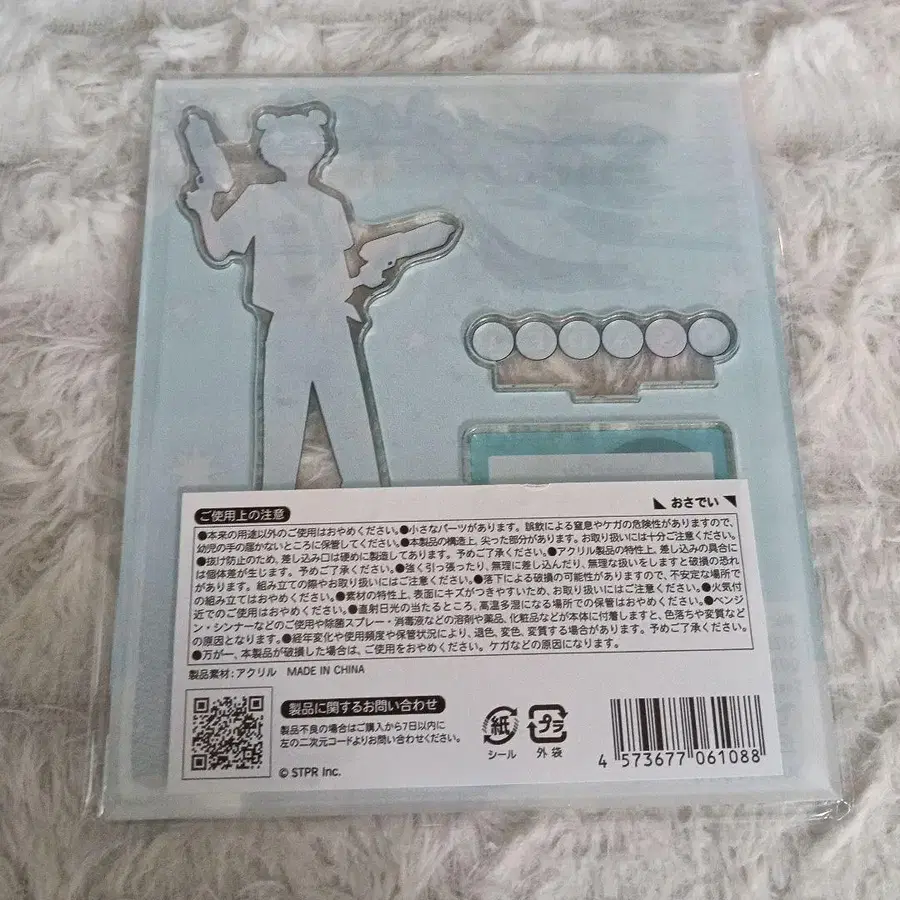 おさでい
ご使用上の注意
●本来の用途以外のご使用はおやめください。●小さなパーツがあります。誤飲による窒息やケガの危険性がありますので、
幼児の手の届かないところに保管してください。●本製品の構造上、尖った部分があります。お取り扱いには十分ご注意ください。
●抜け防止のため、差し込み口は硬めに製造してあります。予めご了承ください。●アクリル製品の特性上、差し込みの具合に
は個体差が生じます。予めご了承ください。●強く引っ張ったり、無理に差し込んだり、無理な扱いをしますと破損の恐れ
があります。組み立ての際やお取り扱いにはご注意ください。●落下による破損の可能性がありますので、不安定な場所で
の組み立てはおやめください。●素材の特性上、表面にキズがつきやすいため、お取り扱いにはご注意ください。●火気付
近でのご使用はおやめください。●直射日光の当たるところ、高温多湿になる場所での保管はおやめください。●ベンジ
ン・シンナーなどのご使用や除菌スプレー・消毒液などの溶剤や薬品、化粧品などが本体に付着しますと、色落ちや変質など
の原因となります。●経年変化や使用頻度や保管状況により、退色、変色、変質する場合があります。予めご了承ください。
●万が一、本製品が破損した場合は、ご使用をおやめください。ケガなどの原因になります。
製品素材:アクリル MADE IN CHINA
製品に関するお問い合わせ
製品不良の場合はご購入から7日以内に
左の二次元コードよりお問い合わせください。
© STPR Inc.
紙
シール
プラ
外袋
4 573677 061088